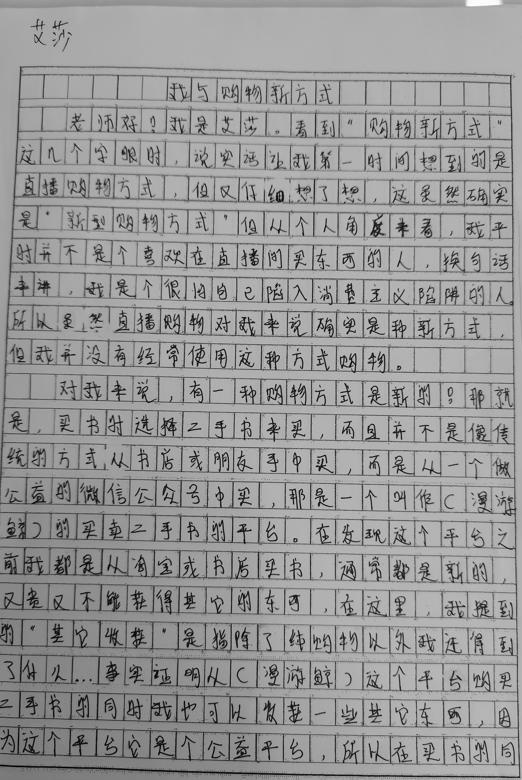 艾莎
我与购物新方式
老师好！我是艾莎。看到“购物新方式”
这几个字眼时，说实话让我第一时间想到的是
直播购物方式，但又仔细想了想，这虽然确实
是“新型购物方式”但从个人角度来看，我平
时并不是个喜欢在直播间买东西的人，换句话
来讲，我是个很怕自己陷入消费主义陷阱的人。
所以虽然直播购物对我来说确实是种新方式，
但我并没有经常使用这种方式购物。
对我来说，有一种购物方式是新的！那就
是，买书时选择二手书来买，而且并不是像传
统的方式，从书店或朋友手中买，而是从一个做
公益的微信公众号中买，那是一个叫作（漫游
鲸）的买卖二手书的平台。在发现这个平台之
前我都是从淘宝或书店买书，通常都是新的，
又贵又不能获得其它的东西，在这里，我提到
的“其它收获”是指除了纯购物以外我还得到
了什么...事实证明从（漫游鲸）这个平台购买
二手书的同时我也可以收获一些其它东西，因
为这个平台它是个公益平台，所以在买书的同